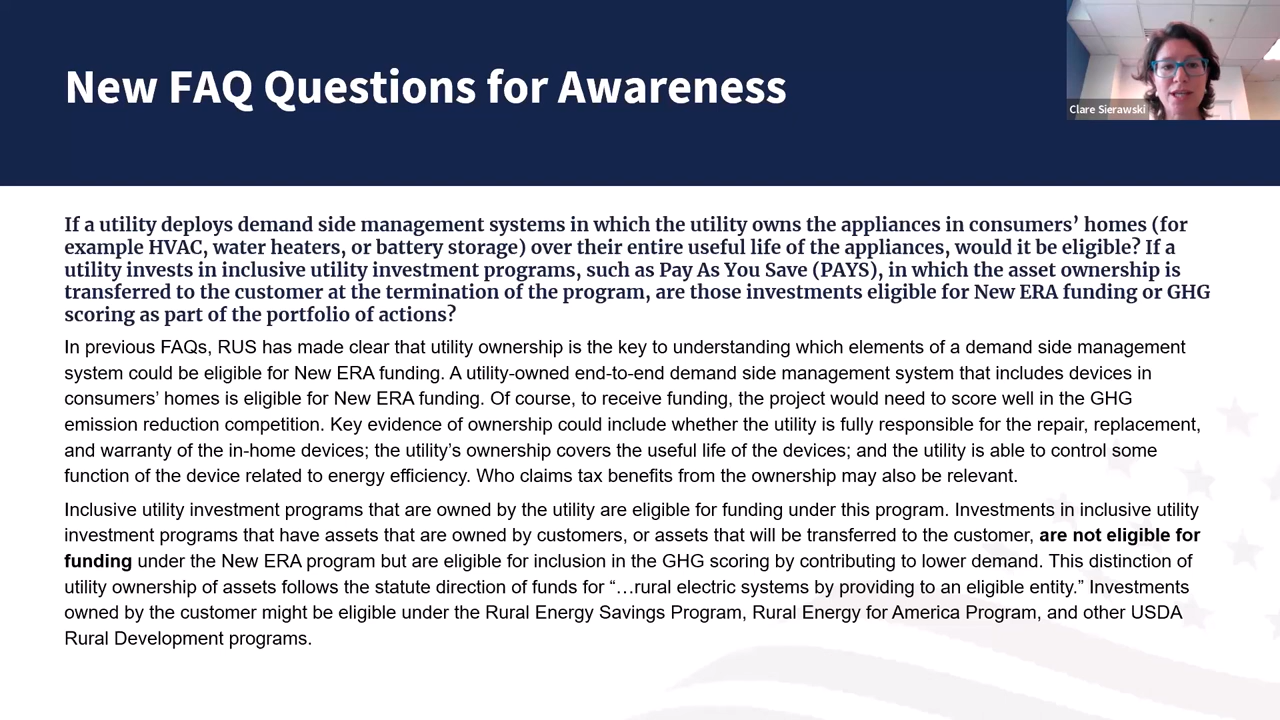 New FAQ Questions for Awareness
Clare Sierawski
If a utility deploys demand side management systems in which the utility owns the appliances in consumers’ homes (for
example HVAC, water heaters, or battery storage) over their entire useful life of the appliances, would it be eligible? If a
utility invests in inclusive utility investment programs, such as Pay As You Save (PAYS), in which the asset ownership is
transferred to the customer at the termination of the program, are those investments eligible for New ERA funding or GHG
scoring as part of the portfolio of actions?
In previous FAQs, RUS has made clear that utility ownership is the key to understanding which elements of a demand side management
system could be eligible for New ERA funding. A utility-owned end-to-end demand side management system that includes devices in
consumers’ homes is eligible for New ERA funding. Of course, to receive funding, the project would need to score well in the GHG
emission reduction competition. Key evidence of ownership could include whether the utility is fully responsible for the repair, replacement,
and warranty of the in-home devices; the utility’s ownership covers the useful life of the devices; and the utility is able to control some
function of the device related to energy efficiency. Who claims tax benefits from the ownership may also be relevant.
Inclusive utility investment programs that are owned by the utility are eligible for funding under this program. Investments in inclusive utility
investment programs that have assets that are owned by customers, or assets that will be transferred to the customer, are not eligible for
funding under the New ERA program but are eligible for inclusion in the GHG scoring by contributing to lower demand. This distinction of
utility ownership of assets follows the statute direction of funds for “…rural electric systems by providing to an eligible entity.” Investments
owned by the customer might be eligible under the Rural Energy Savings Program, Rural Energy for America Program, and other USDA
Rural Development programs.